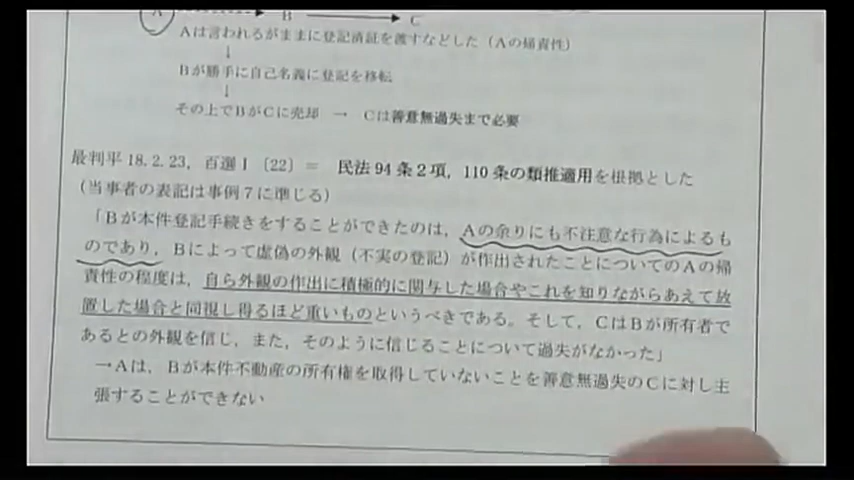 A B C
Aは言われるがままに登記済証を渡すなどした（Aの帰責性）
↓
Bが勝手に自己名義に登記を移転
↓
その上でBがCに売却 → Cは善意無過失まで必要
最判平 18. 2. 23，百選Ⅰ〔22〕＝ 民法94条2項，110条の類推適用を根拠とした
（当事者の表記は事例7に準じる）
「Bが本件登記手続きをすることができたのは，Aの余りにも不注意な行為によるも
のであり，Bによって虚偽の外観（不実の登記）が作出されたことについてのAの帰
責性の程度は，自ら外観の作出に積極的に関与した場合やこれを知りながらあえて放
置した場合と同視し得るほど重いものというべきである。そして，CはBが所有者で
あるとの外観を信じ，また，そのように信じることについて過失がなかった」
→Aは，Bが本件不動産の所有権を取得していないことを善意無過失のCに対し主
張することができない